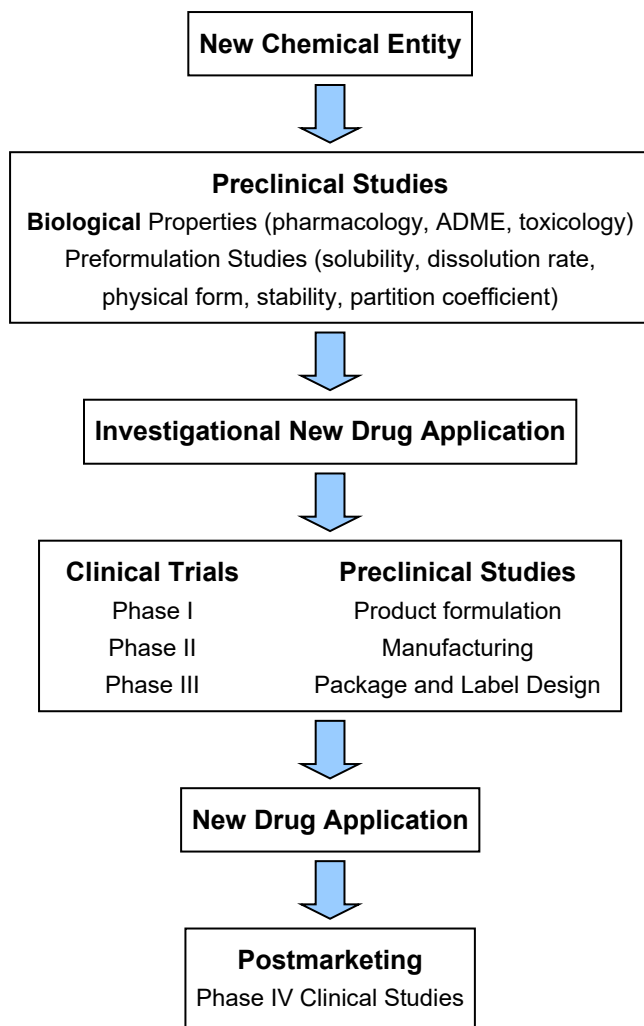 New Chemical Entity
Preclinical Studies
Biological Properties (pharmacology, ADME, toxicology)
Preformulation Studies (solubility, dissolution rate,
physical form, stability, partition coefficient)
Investigational New Drug Application
Clinical Trials
Phase I
Phase II
Phase III
Preclinical Studies
Product formulation
Manufacturing
Package and Label Design
New Drug Application
Postmarketing
Phase IV Clinical Studies